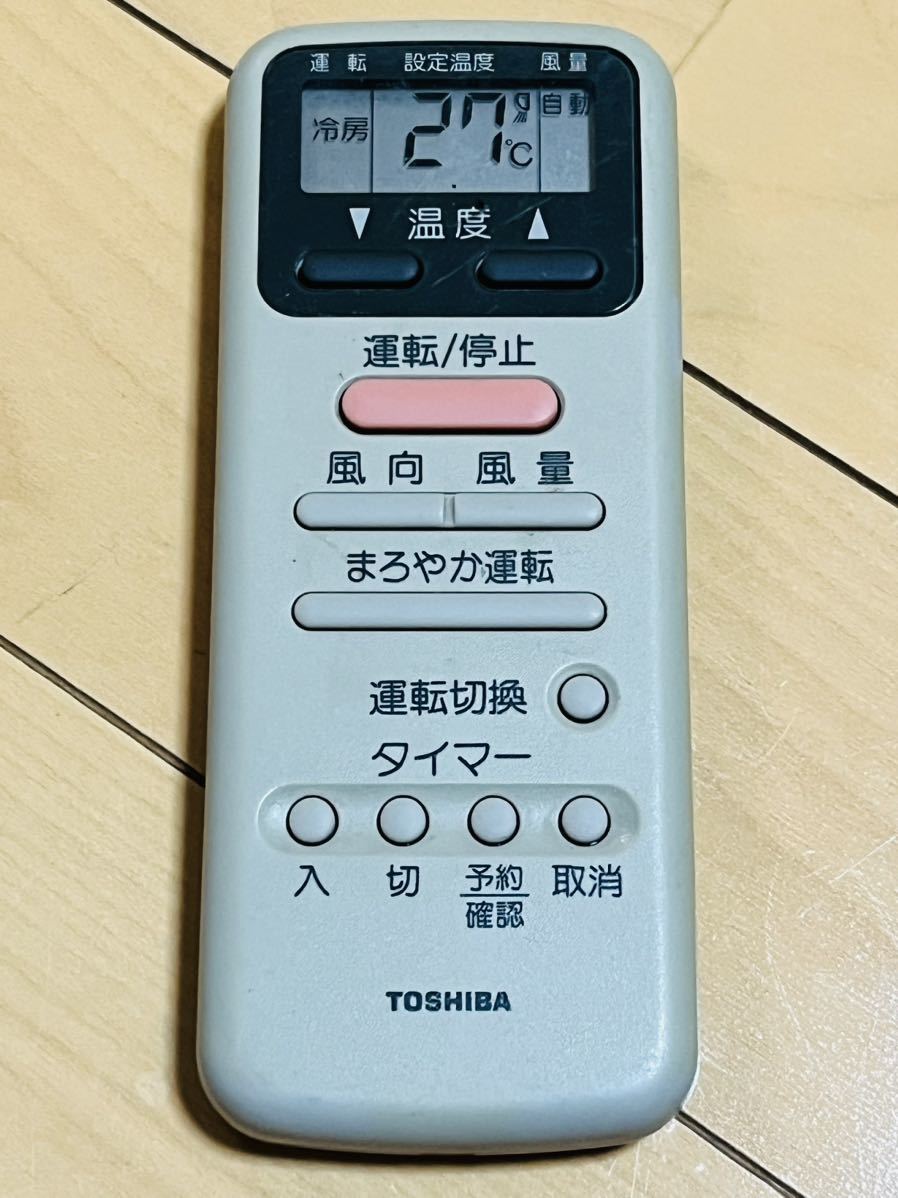 運転 設定温度 風量
冷房 27℃ 自動
▼ 温度 ▲
運転/停止
風向 風量
まろやか運転
運転切換
タイマー
入 切 予約 取消
確認
TOSHIBA